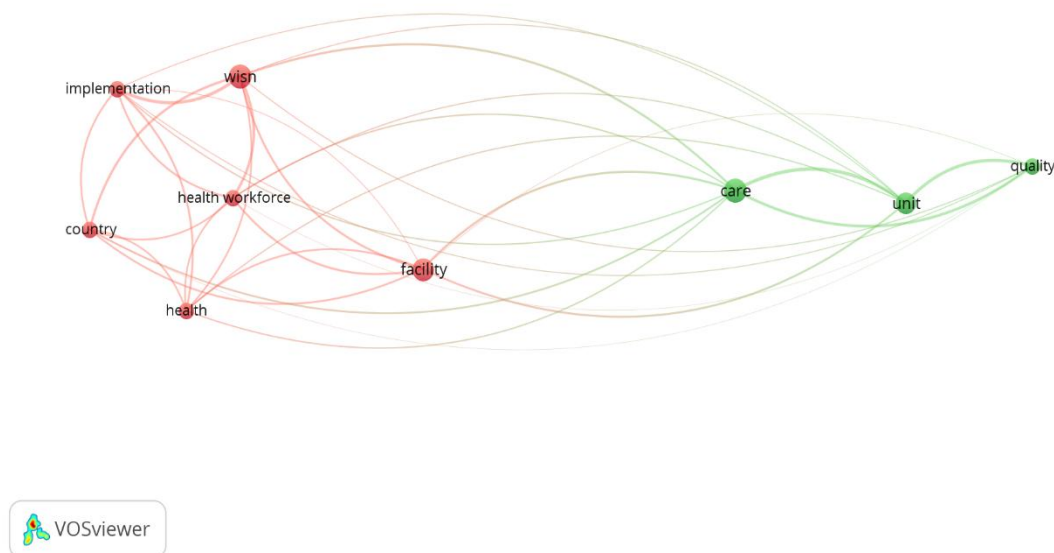 implementation
wisn
health workforce
country
facility
health
care
unit
quality
VOSviewer